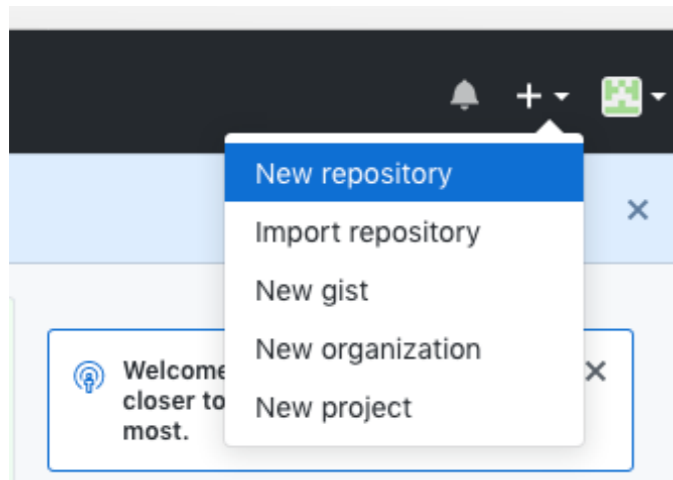 New repository
Import repository
New gist
New organization
New project
Welcome
closer to
most.